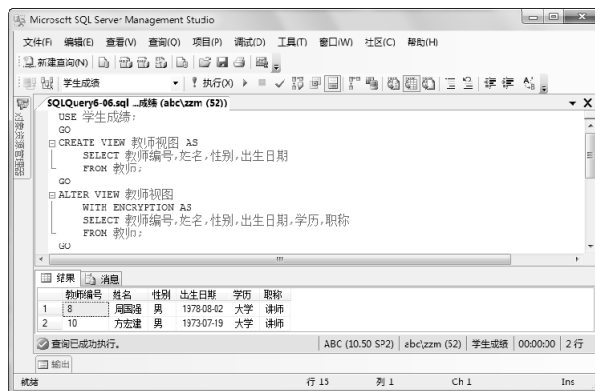 Microsoft SQL Server Management Studio
文件(F) 编辑(E) 查看(V) 查询(Q) 项目(P) 调试(D) 工具(T) 窗口(W) 社区(C) 帮助(H)
新建查询(N)
学生成绩 执行(X)
SQLQuery6-06.sql ...成绩 (abc\zzm (52))
USE 学生成绩;
GO
CREATE VIEW 教师视图 AS
SELECT 教师编号,姓名,性别,出生日期
FROM 教师;
GO
ALTER VIEW 教师视图
WITH ENCRYPTION AS
SELECT 教师编号,姓名,性别,出生日期,学历,职称
FROM 教师;
GO
结果 消息
教师编号 姓名 性别 出生日期 学历 职称
1 8 周国强 男 1978-08-02 大学 讲师
2 10 方宏建 男 1973-07-19 大学 讲师
查询已成功执行。 ABC (10.50 SP2) abc\zzm (52) 学生成绩 00:00:00 2 行
输出
就绪 行 15 列 1 Ch 1 Ins